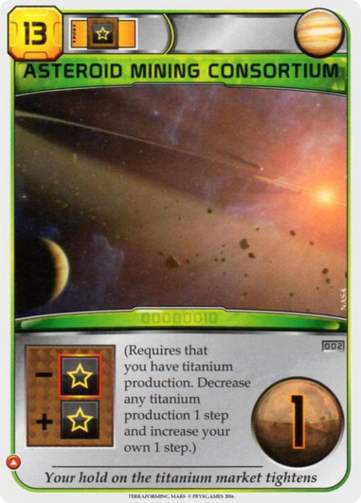 13
ASTEROID MINING CONSORTIUM
NASA
002
(Requires that
you have titanium
production. Decrease
any titanium
production 1 step
and increase your
own 1 step.)
-
+
1
Your hold on the titanium market tightens
TERRAFORMING MARS © FRYXGAMES 2016